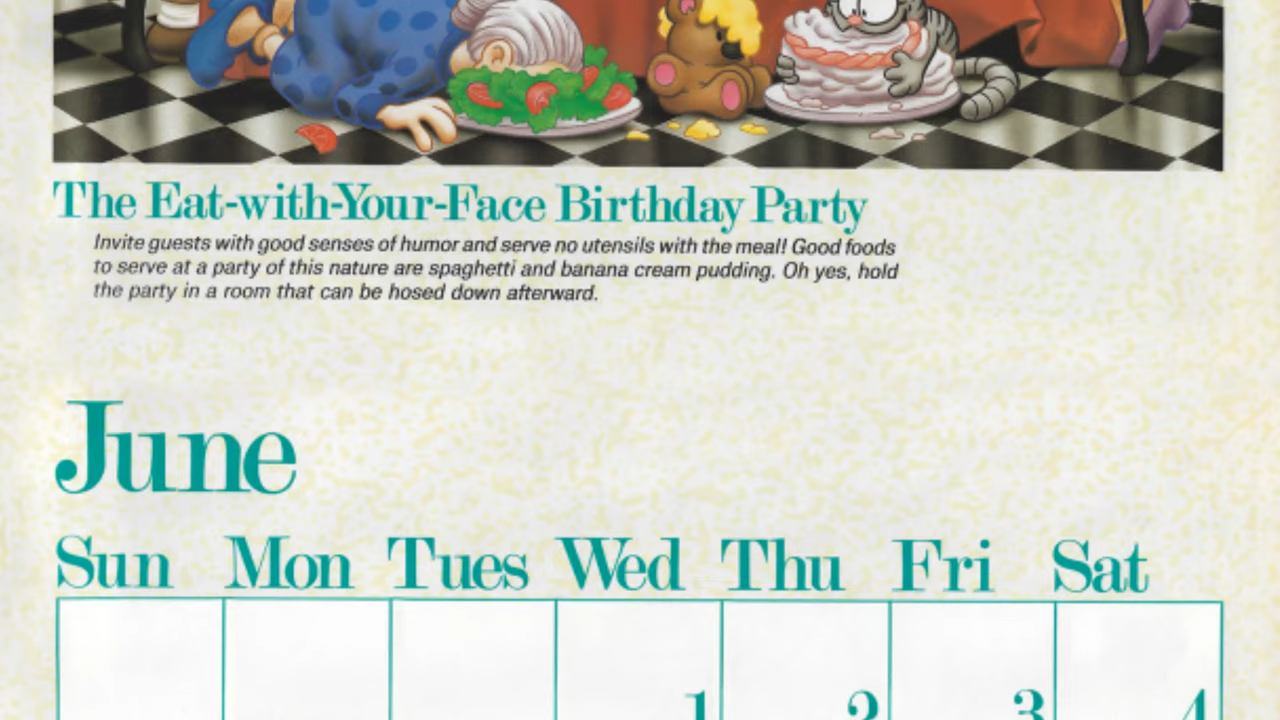 The Eat-with-Your-Face Birthday Party
Invite guests with good senses of humor and serve no utensils with the meal! Good foods
to serve at a party of this nature are spaghetti and banana cream pudding. Oh yes, hold
the party in a room that can be hosed down afterward.
June
Sun Mon Tues Wed Thu Fri Sat
1 2 3 4